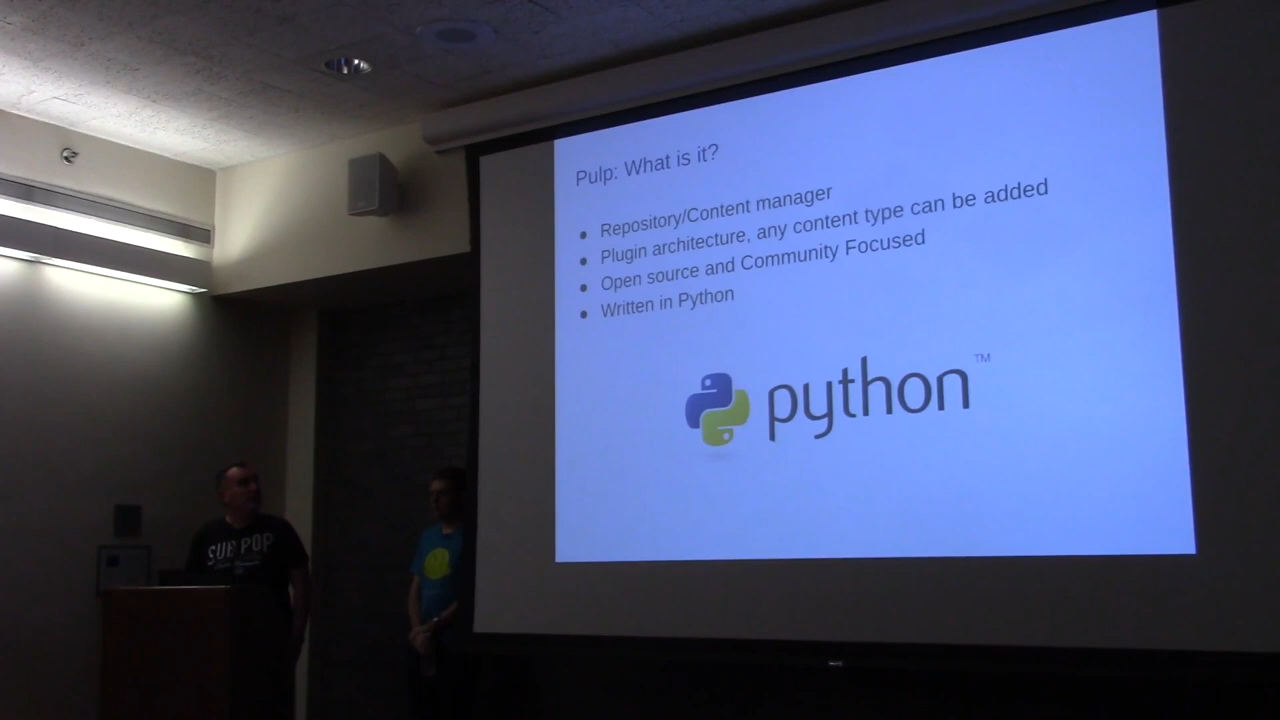 Pulp: What is it?
● Repository/Content manager
● Plugin architecture, any content type can be added
● Open source and Community Focused
● Written in Python
python™
SUB POP